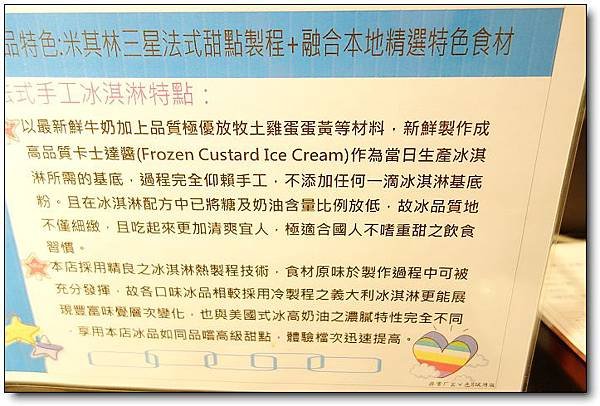 品特色:米其林三星法式甜點製程+融合本地精選特色食材
法式手工冰淇淋特點：
以最新鮮牛奶加上品質極優放牧土雞蛋蛋黃等材料，新鮮製作成
高品質卡士達醬(Frozen Custard Ice Cream)作為當日生產冰淇
淋所需的基底，過程完全仰賴手工，不添加任何一滴冰淇淋基底
粉。且在冰淇淋配方中已將糖及奶油含量比例放低，故冰品質地
不僅細緻，且吃起來更加清爽宜人，極適合國人不嗜重甜之飲食
習慣。
本店採用精良之冰淇淋熱製程技術，食材原味於製作過程中可被
充分發揮，故各口味冰品相較採用冷製程之義大利冰淇淋更能展
現豐富味覺層次變化，也與美國式冰高奶油之濃膩特性完全不同
，享用本店冰品如同品嚐高級甜點，體驗檔次迅速提高。